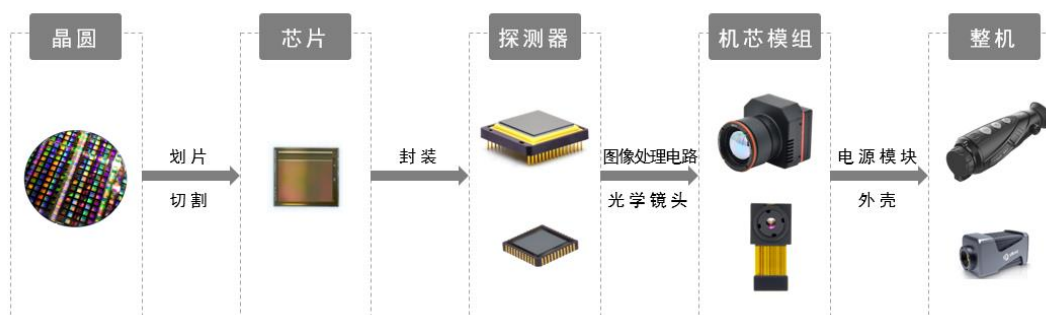 晶圆
芯片
探测器
机芯模组
整机
划片
切割
封装
图像处理电路
光学镜头
电源模块
外壳